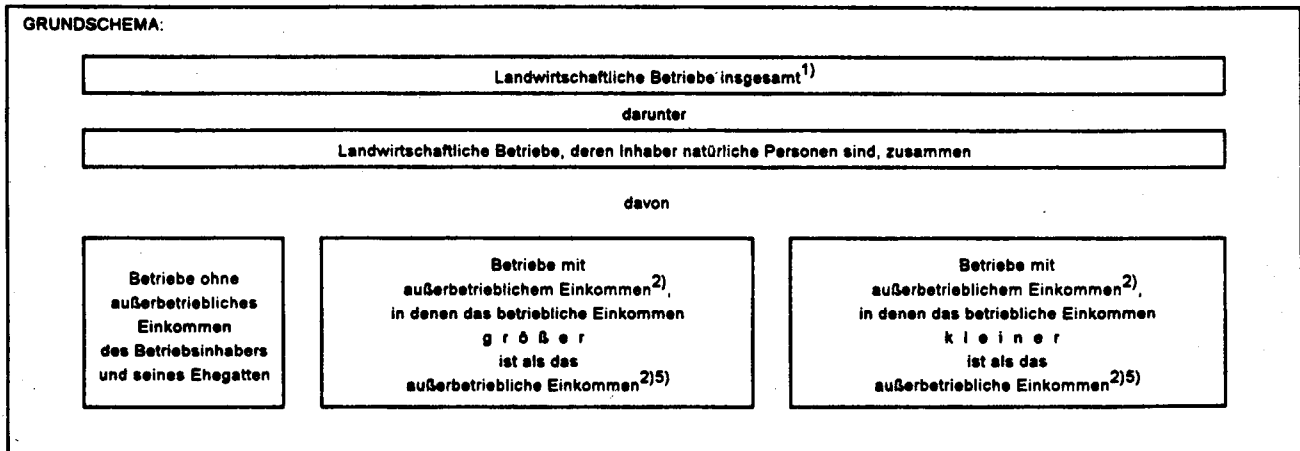 GRUNDSCHEMA:
Landwirtschaftliche Betriebe insgesamt1)
darunter
Landwirtschaftliche Betriebe, deren Inhaber natürliche Personen sind, zusammen
davon
Betriebe ohne
außerbetriebliches
Einkommen
des Betriebsinhabers
und seines Ehegatten
Betriebe mit
außerbetrieblichem Einkommen2),
in denen das betriebliche Einkommen
g r ö ß e r
ist als das
außerbetriebliche Einkommen2)5)
Betriebe mit
außerbetrieblichem Einkommen2),
in denen das betriebliche Einkommen
k l e i n e r
ist als das
außerbetriebliche Einkommen2)5)